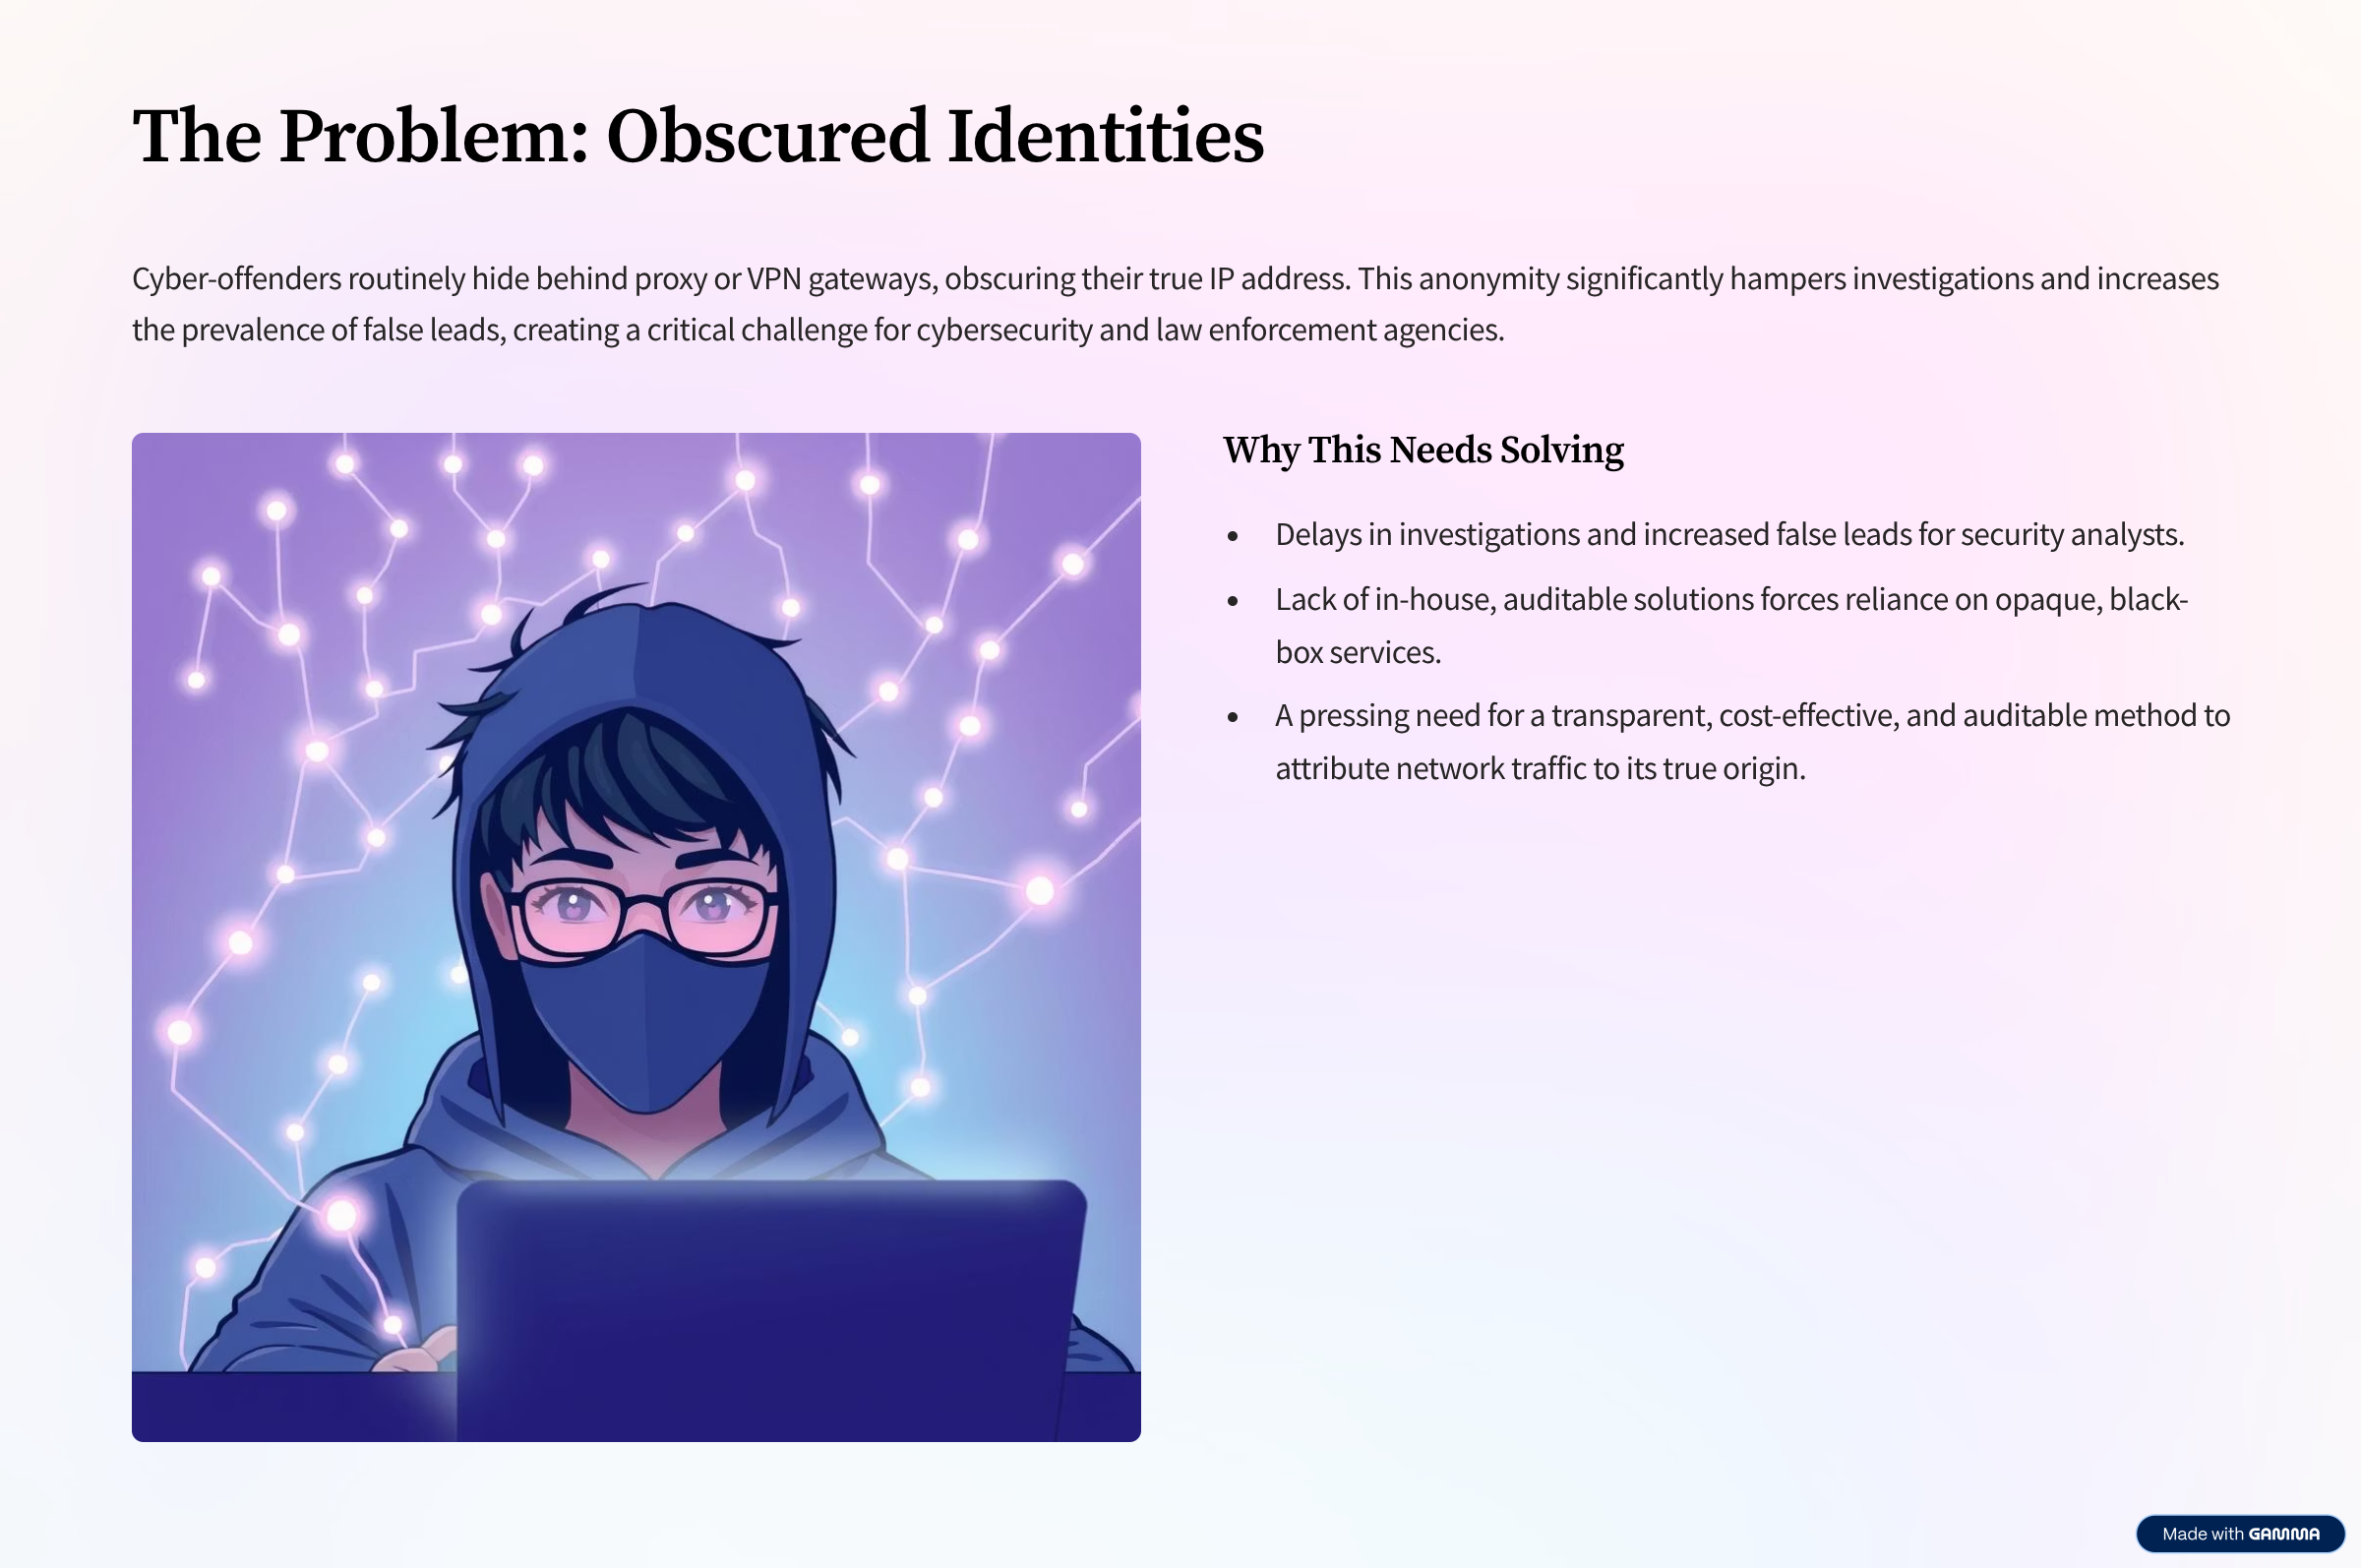 The Problem: Obscured Identities
Cyber-offenders routinely hide behind proxy or VPN gateways, obscuring their true IP address. This anonymity significantly hampers investigations and increases
the prevalence of false leads, creating a critical challenge for cybersecurity and law enforcement agencies.
Why This Needs Solving
• Delays in investigations and increased false leads for security analysts.
• Lack of in-house, auditable solutions forces reliance on opaque, black-
box services.
• A pressing need for a transparent, cost-effective, and auditable method to
attribute network traffic to its true origin.
Made with GAMMA